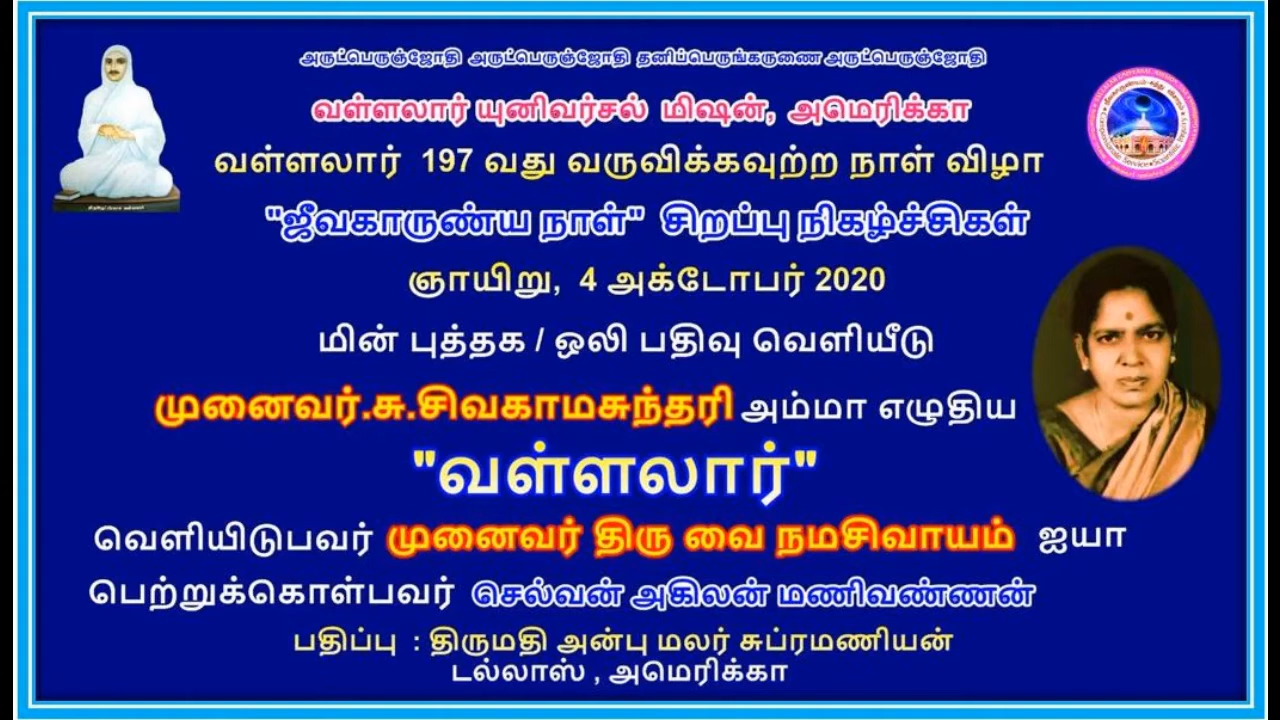 அருட்பெருஞ்ஜோதி அருட்பெருஞ்ஜோதி தனிப்பெருங்கருணை அருட்பெருஞ்ஜோதி
வள்ளலார் யுனிவர்சல் மிஷன், அமெரிக்கா
வள்ளலார் 197 வது வருவிக்கவுற்ற நாள் விழா
"ஜீவகாருண்ய நாள்" சிறப்பு நிகழ்ச்சிகள்
ஞாயிறு, 4 அக்டோபர் 2020
மின் புத்தக / ஒலி பதிவு வெளியீடு
முனைவர்.சு.சிவகாமசுந்தரி அம்மா எழுதிய
"வள்ளலார்"
வெளியிடுபவர் முனைவர் திரு வை நமசிவாயம் ஐயா
பெற்றுக்கொள்பவர் செல்வன் அகிலன் மணிவண்ணன்
பதிப்பு : திருமதி அன்பு மலர் சுப்ரமணியன்
டல்லாஸ் , அமெரிக்கா